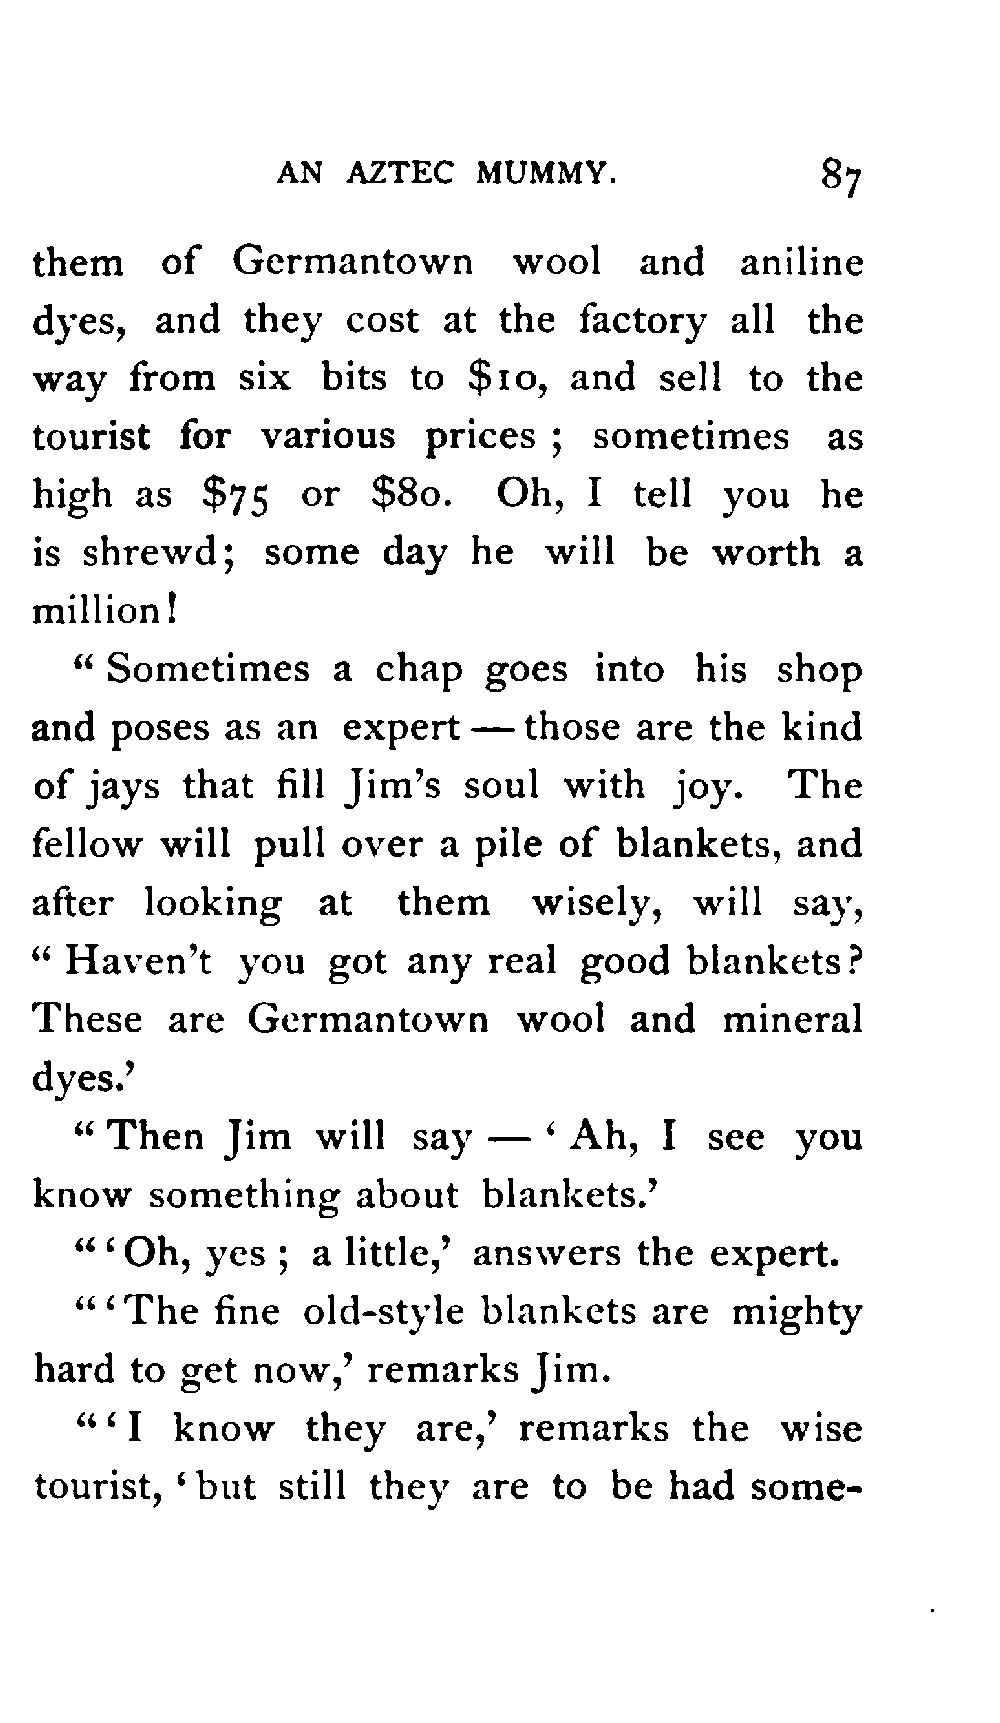 AN AZTEC MUMMY. 87
them of Germantown wool and aniline
dyes, and they cost at the factory all the
way from six bits to $10, and sell to the
tourist for various prices ; sometimes as
high as $75 or $80. Oh, I tell you he
is shrewd; some day he will be worth a
million!
“ Sometimes a chap goes into his shop
and poses as an expert — those are the kind
of jays that fill Jim’s soul with joy. The
fellow will pull over a pile of blankets, and
after looking at them wisely, will say,
“ Haven’t you got any real good blankets?
These are Germantown wool and mineral
dyes.’
“ Then Jim will say — ‘ Ah, I see you
know something about blankets.’
“ ‘ Oh, yes ; a little,’ answers the expert.
“ ‘ The fine old-style blankets are mighty
hard to get now,’ remarks Jim.
“ ‘ I know they are,’ remarks the wise
tourist, ‘ but still they are to be had some-